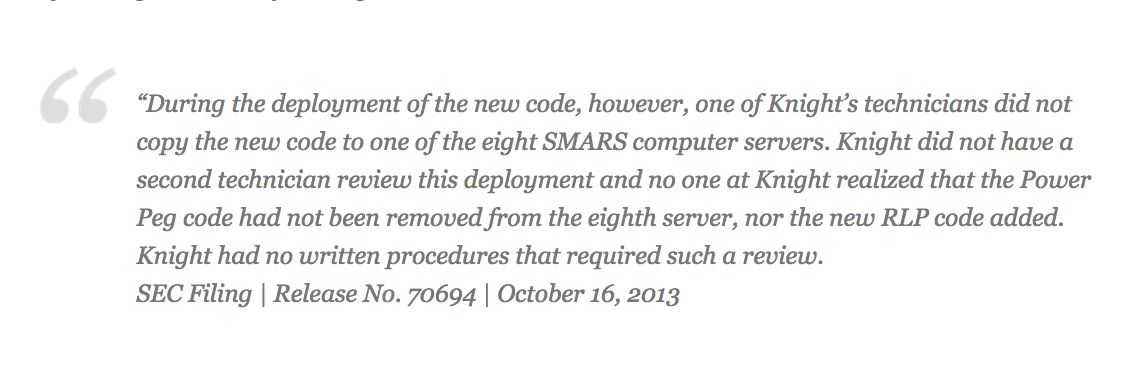 “During the deployment of the new code, however, one of Knight’s technicians did not
copy the new code to one of the eight SMARS computer servers. Knight did not have a
second technician review this deployment and no one at Knight realized that the Power
Peg code had not been removed from the eighth server, nor the new RLP code added.
Knight had no written procedures that required such a review.
SEC Filing | Release No. 70694 | October 16, 2013